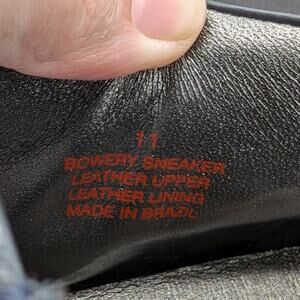 11
BOWERY SNEAKER
LEATHER UPPER
LEATHER LINING
MADE IN BRAZIL